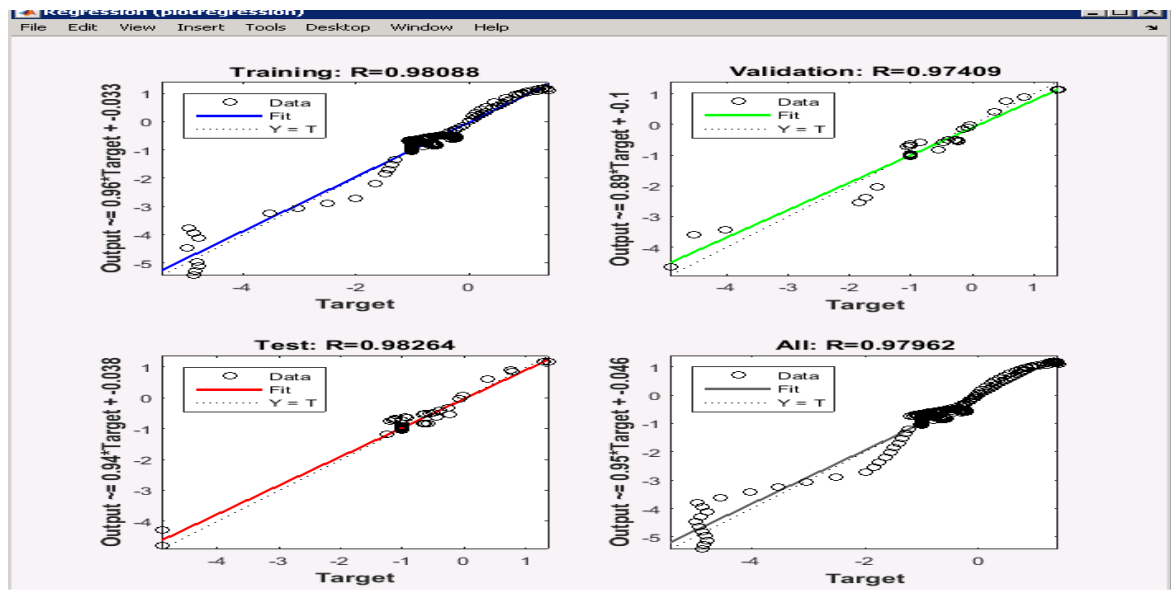 Regression (plotregression)
File Edit View Insert Tools Desktop Window Help
Training: R=0.98088
Output ~= 0.96*Target + -0.033
Data
Fit
Y = T
1
0
-1
-2
-3
-4
-5
-4
-2
0
Target
Validation: R=0.97409
Output ~= 0.89*Target + -0.1
Data
Fit
Y = T
1
0
-1
-2
-3
-4
-4
-3
-2
-1
0
1
Target
Test: R=0.98264
Output ~= 0.94*Target + -0.038
Data
Fit
Y = T
1
0
-1
-2
-3
-4
-4
-3
-2
-1
0
1
Target
All: R=0.97962
Output ~= 0.95*Target + -0.046
Data
Fit
Y = T
1
0
-1
-2
-3
-4
-5
-4
-2
0
Target